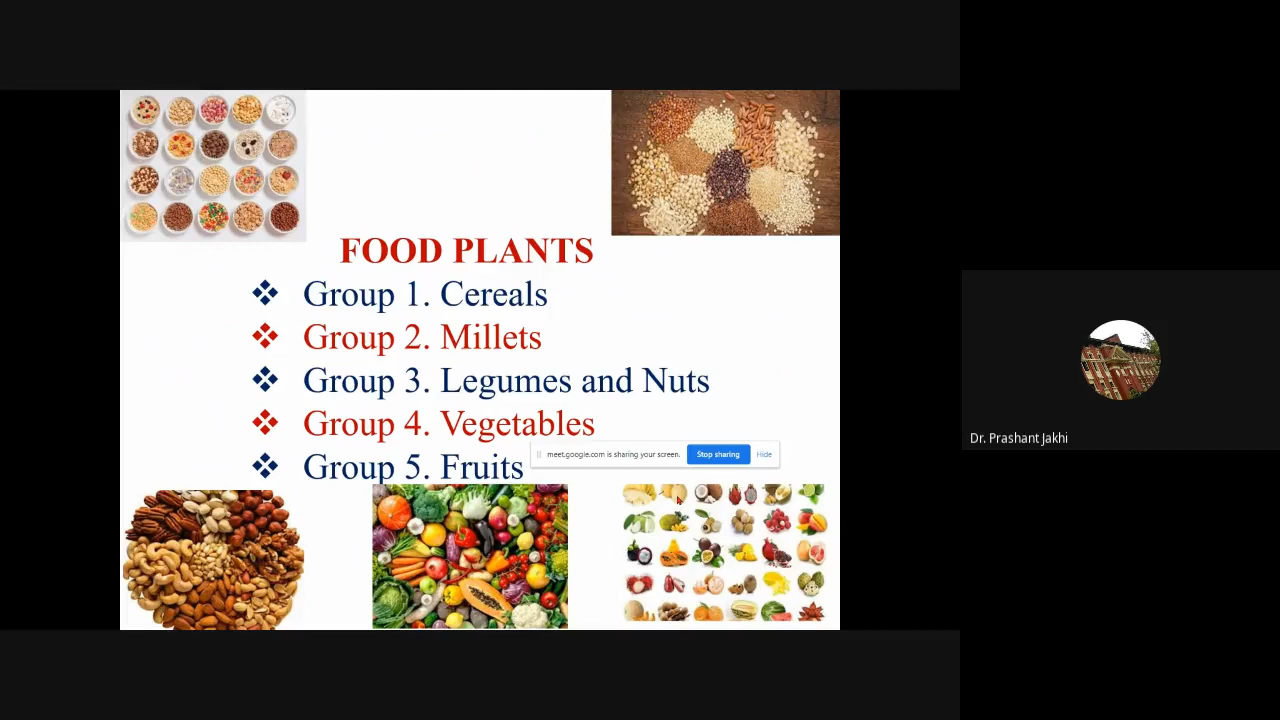 FOOD PLANTS
❖ Group 1. Cereals
❖ Group 2. Millets
❖ Group 3. Legumes and Nuts
❖ Group 4. Vegetables
❖ Group 5. Fruits
meet.google.com is sharing your screen. Stop sharing Hide
Dr. Prashant Jakhi